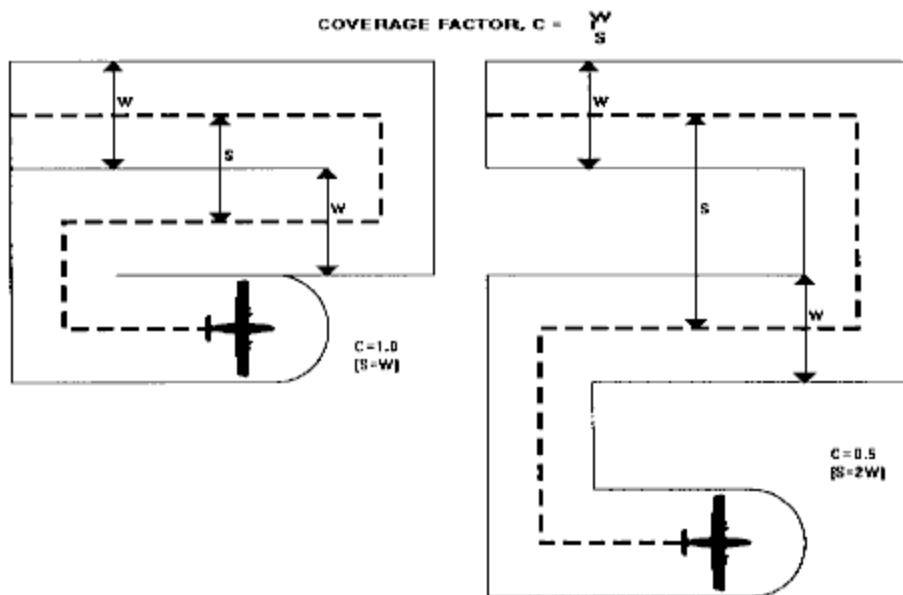 COVERAGE FACTOR, C = W
S
W
S
W
C=1.0
(S=W)
W
S
W
C=0.5
(S=2W)